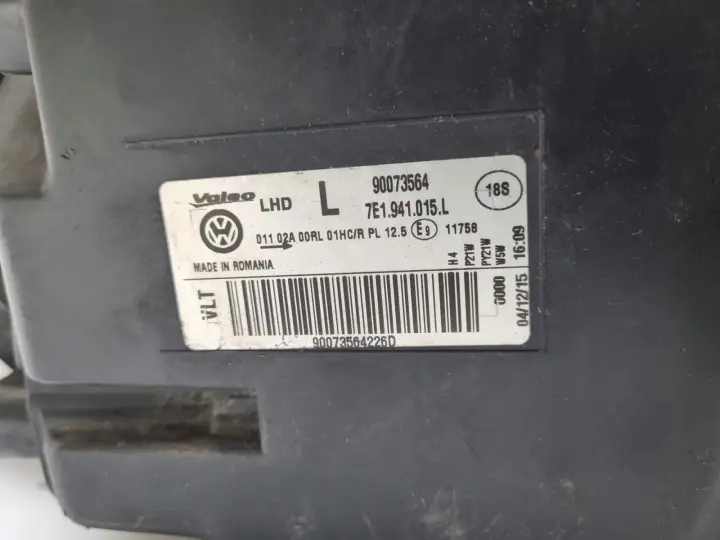 Valeo LHD L 90073564 18S
7E1.941.015.L
011 02A 00RL 01HC/R PL 12.5 E9 11758
MADE IN ROMANIA
H4
P21W
PY21W
W5W
VLT
0000
04/12/15 16:09
90073564226D